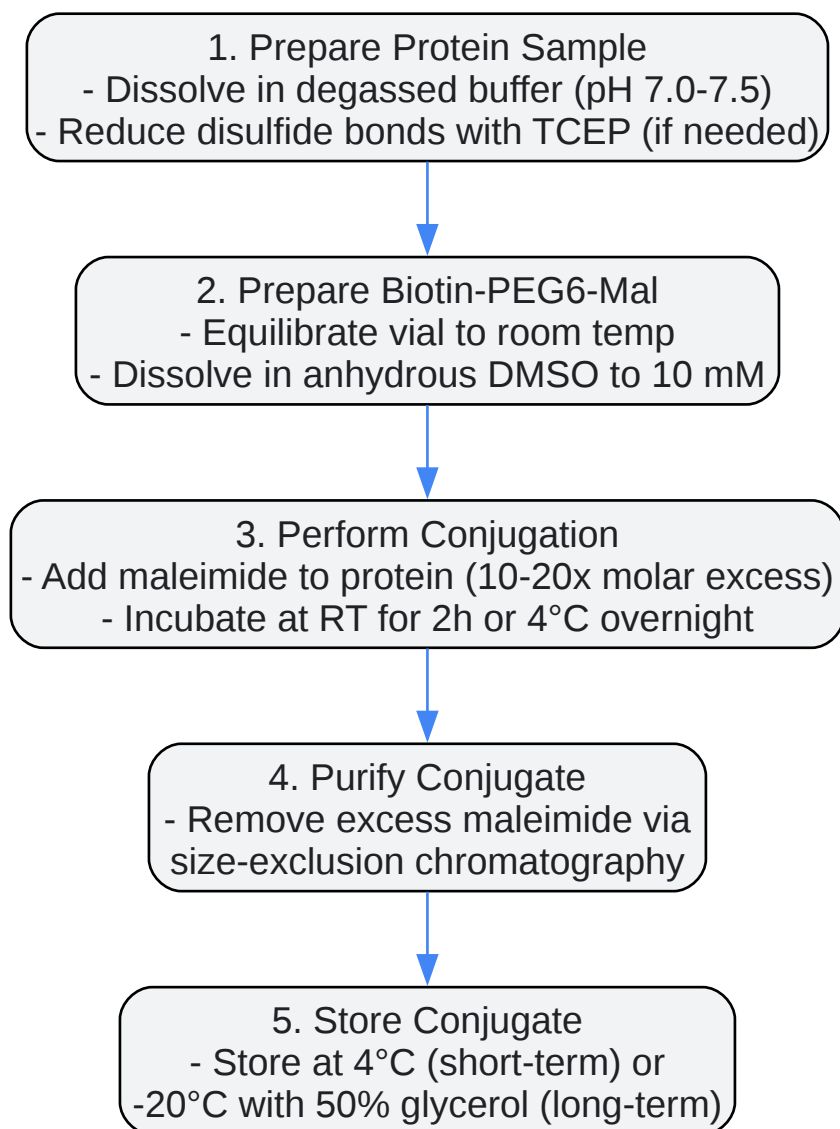 1. Prepare Protein Sample
- Dissolve in degassed buffer (pH 7.0-7.5)
- Reduce disulfide bonds with TCEP (if needed)
2. Prepare Biotin-PEG6-Mal
- Equilibrate vial to room temp
- Dissolve in anhydrous DMSO to 10 mM
3. Perform Conjugation
- Add maleimide to protein (10-20x molar excess)
- Incubate at RT for 2h or 4°C overnight
4. Purify Conjugate
- Remove excess maleimide via
size-exclusion chromatography
5. Store Conjugate
- Store at 4°C (short-term) or
-20°C with 50% glycerol (long-term)